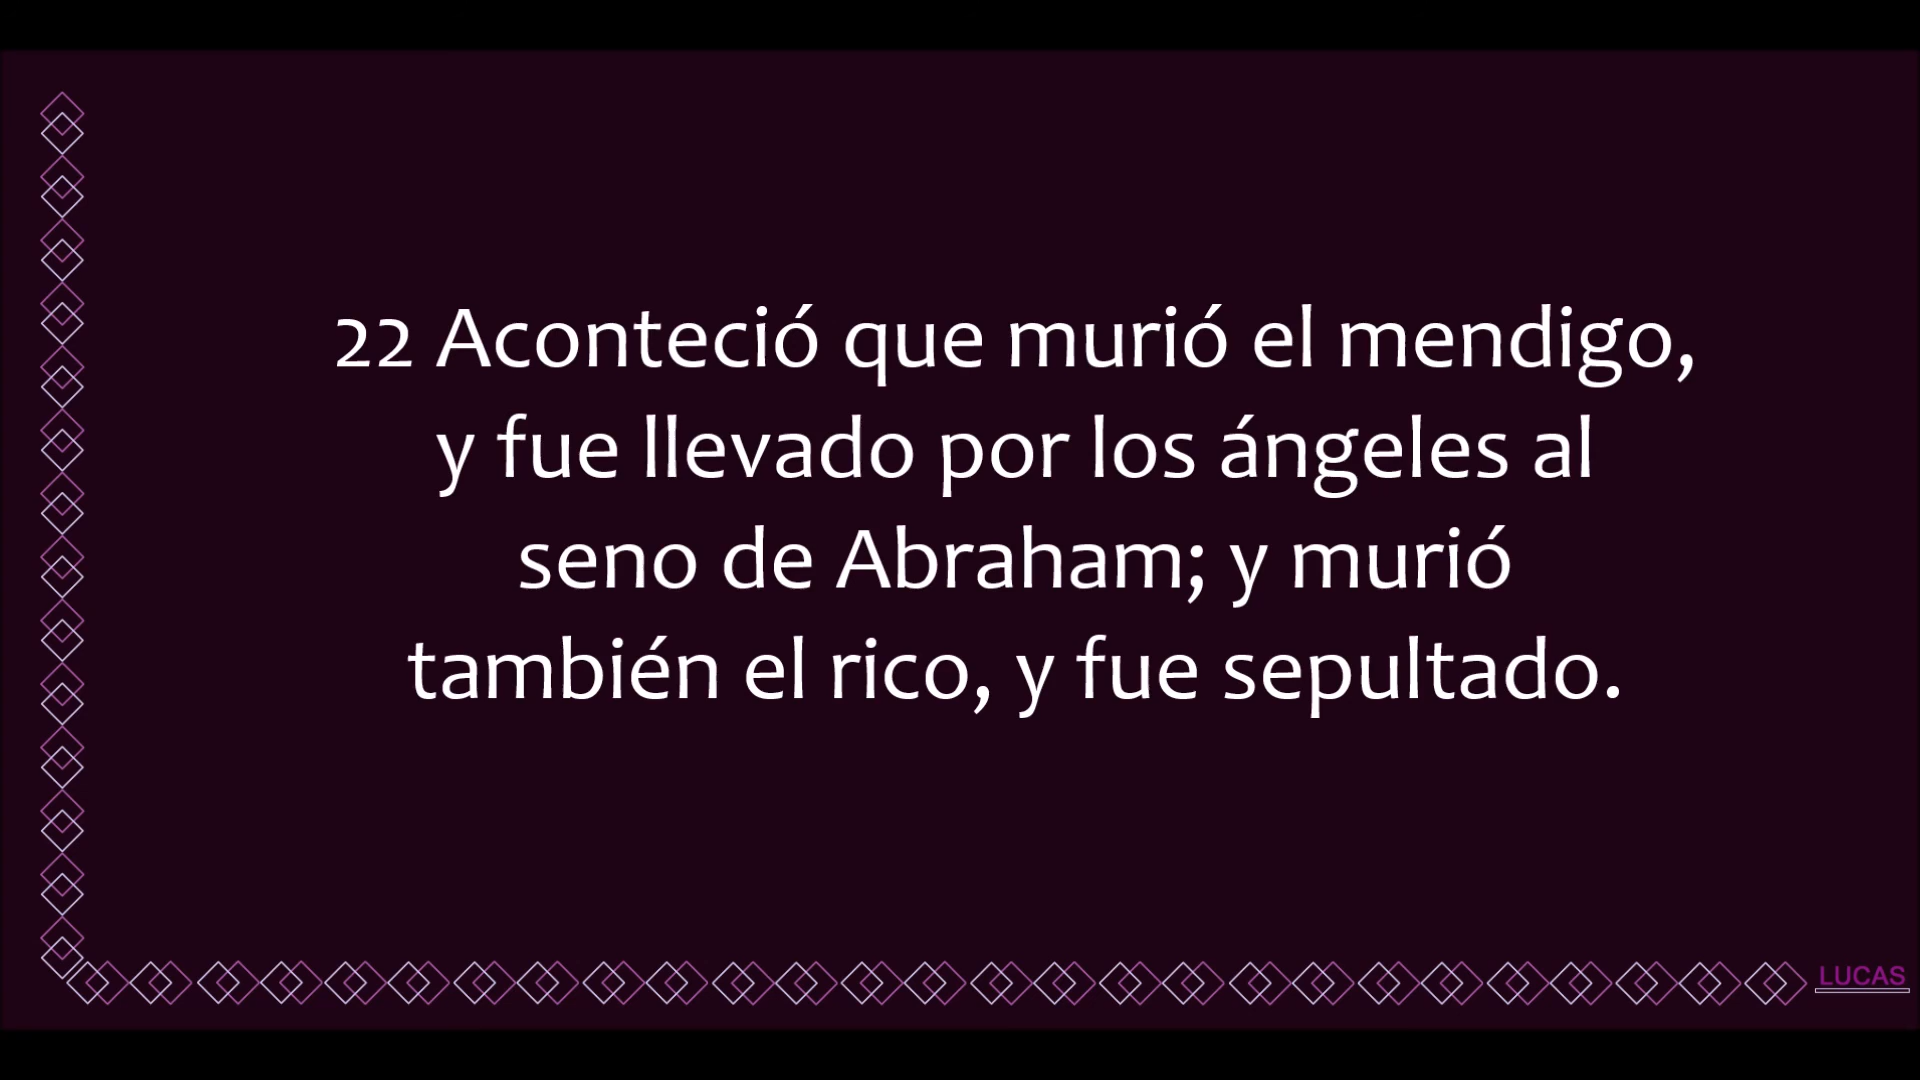 22 Aconteció que murió el mendigo,
y fue llevado por los ángeles al
seno de Abraham; y murió
también el rico, y fue sepultado.
LUCAS